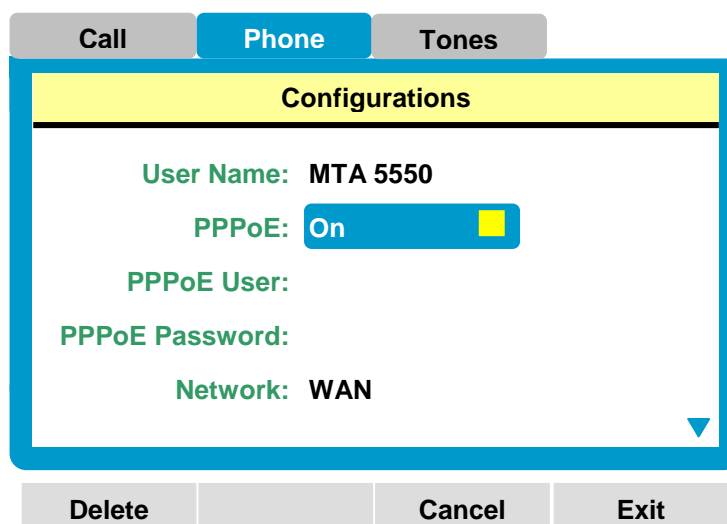 Call Phone Tones
Configurations
User Name: MTA 5550
PPPoE: On
PPPoE User:
PPPoE Password:
Network: WAN
Delete Cancel Exit